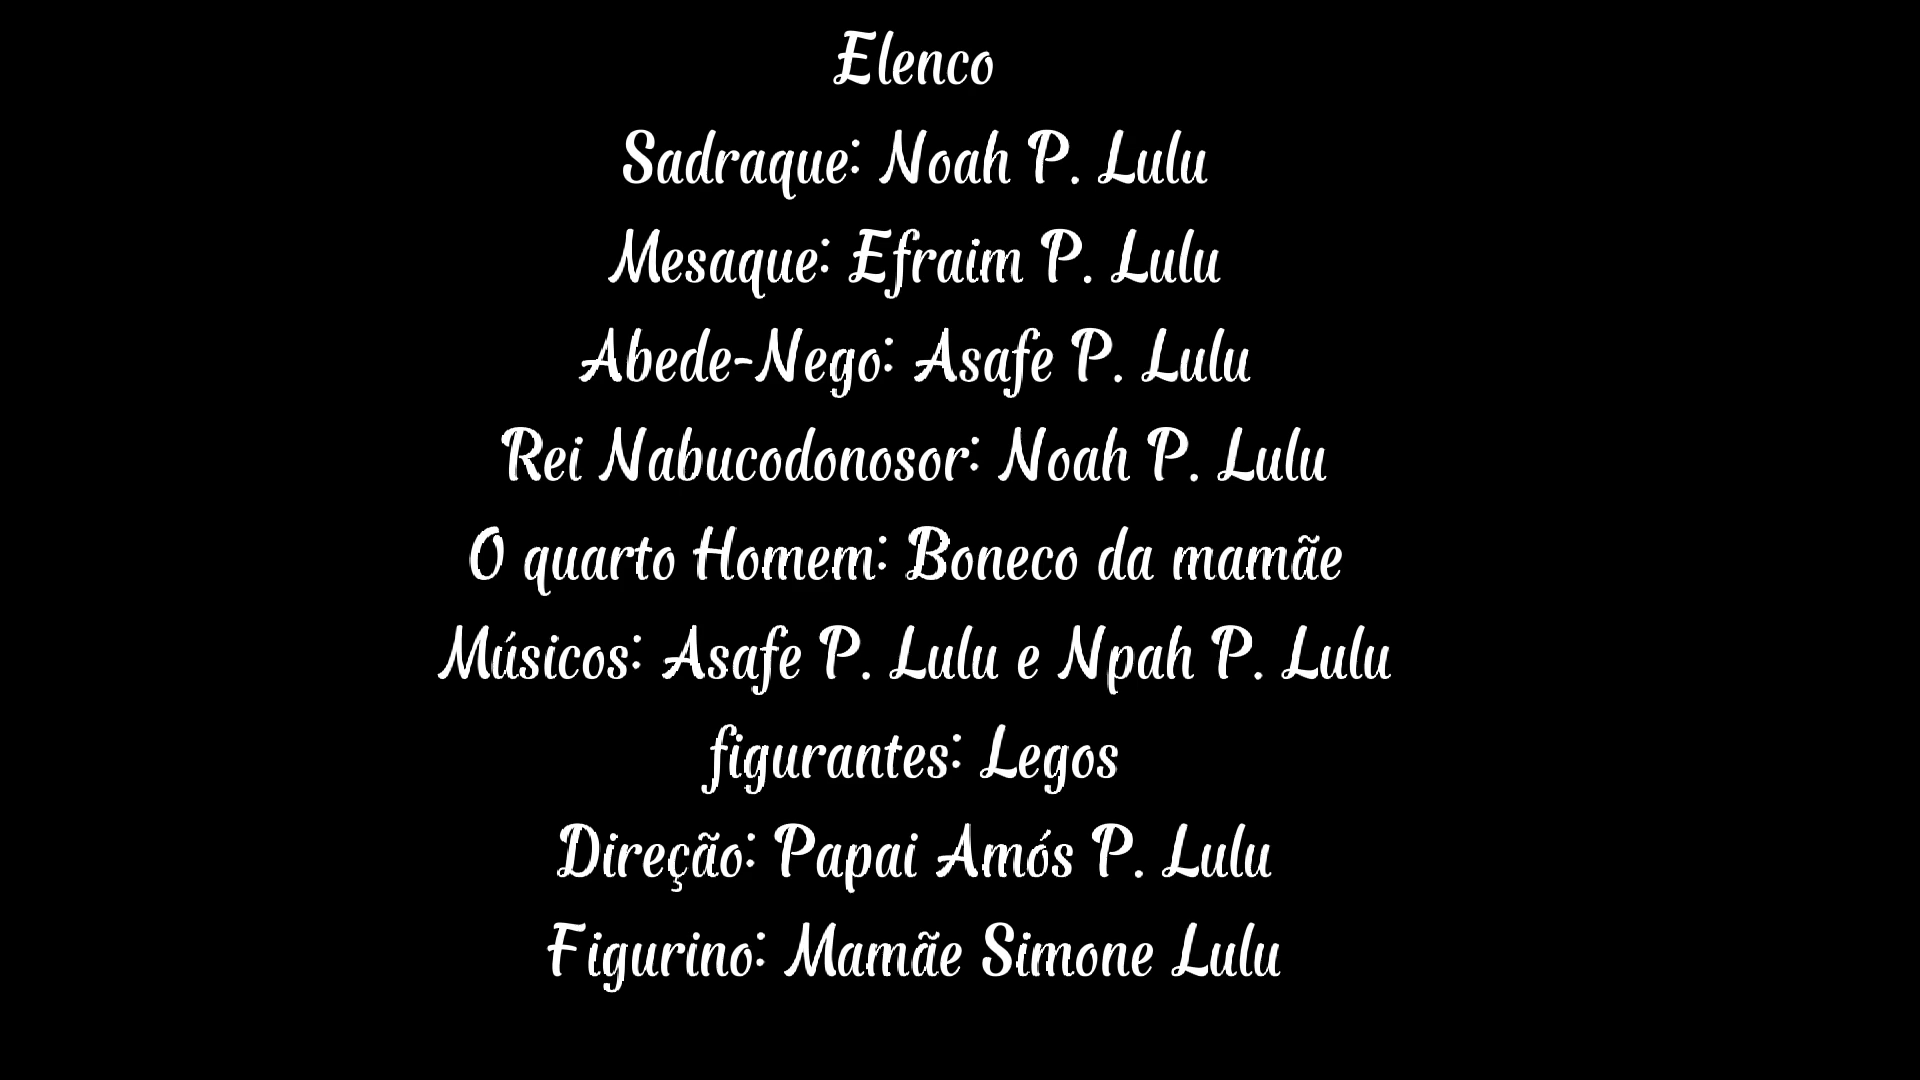 Elenco
Sadraque: Noah P. Lulu
Mesaque: Efraim P. Lulu
Abede-Nego: Asafe P. Lulu
Rei Nabucodonosor: Noah P. Lulu
O quarto Homem: Boneco da mamãe
Músicos: Asafe P. Lulu e Npah P. Lulu
figurantes: Legos
Direção: Papai Amós P. Lulu
Figurino: Mamãe Simone Lulu